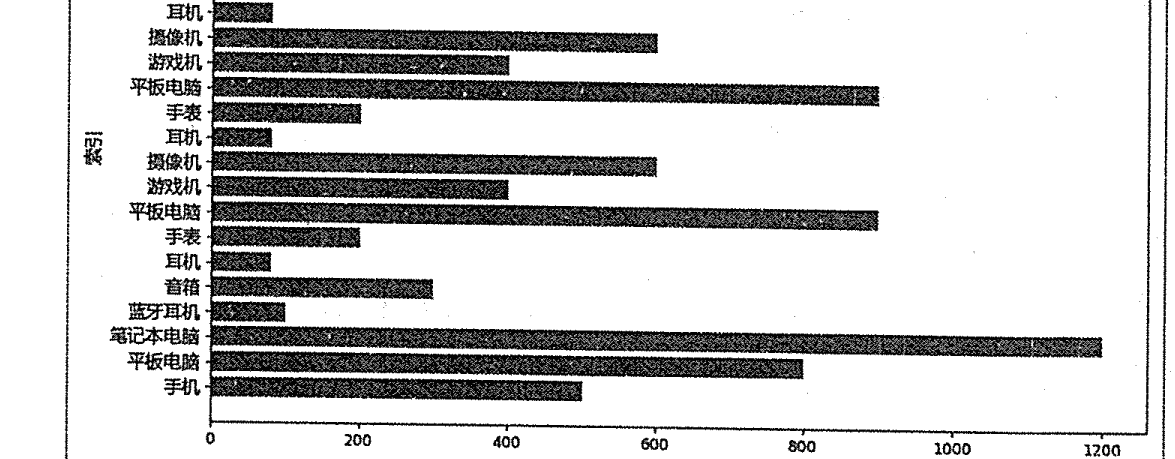 耳机
摄像机
游戏机
平板电脑
手表
耳机
摄像机
游戏机
平板电脑
手表
耳机
音箱
蓝牙耳机
笔记本电脑
平板电脑
手机
索引
0 200 400 600 800 1000 1200